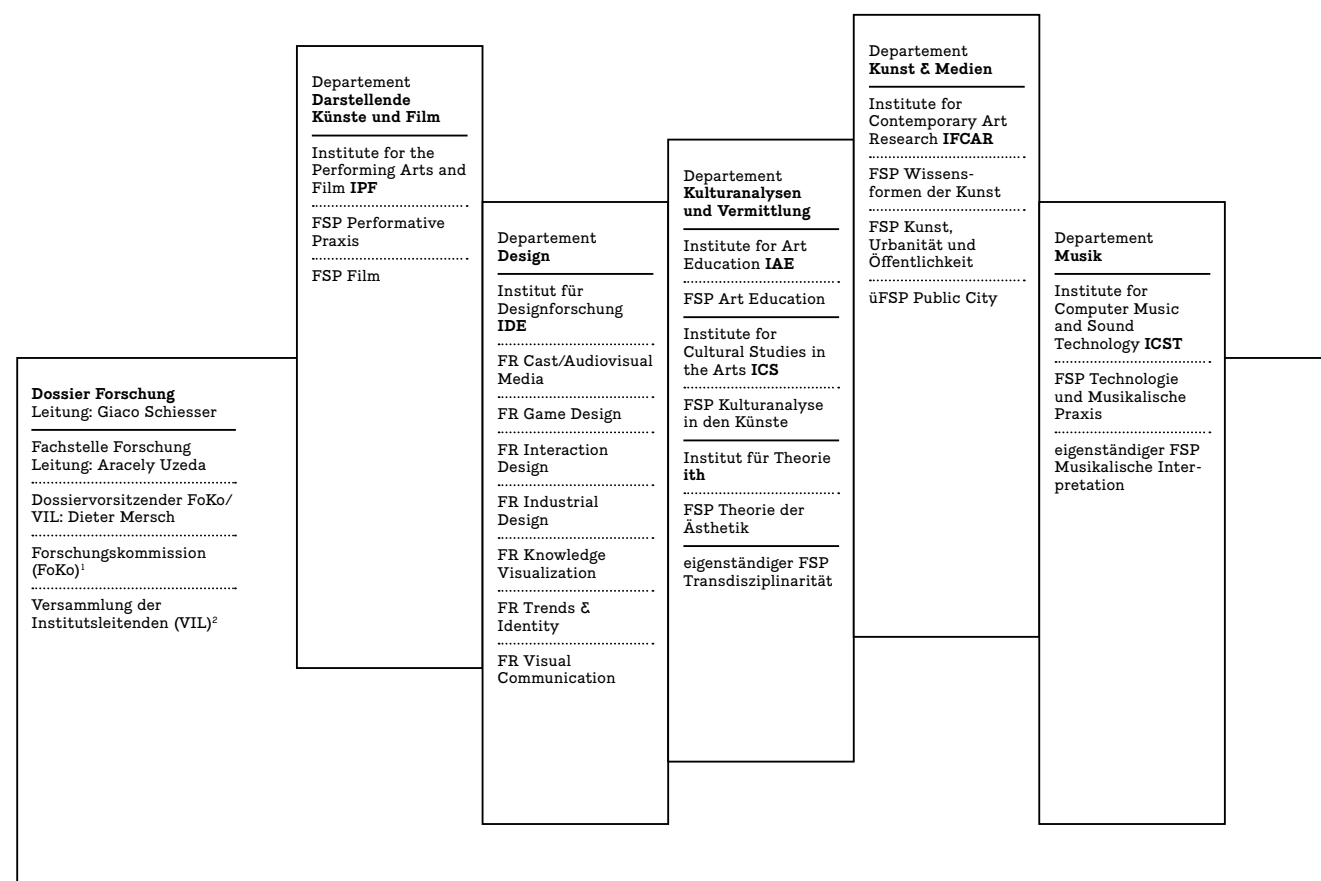 Dossier Forschung
Leitung: Giaco Schiesser
Fachstelle Forschung
Leitung: Aracely Uzeda
Dossiervorsitzender FoKo/
VIL: Dieter Mersch
Forschungskommission
(FoKo)¹
Versammlung der
Institutsleitenden (VIL)²
Departement
Darstellende
Künste und Film
Institute for the
Performing Arts and
Film IPF
FSP Performative
Praxis
FSP Film
Departement
Design
Institut für
Designforschung
IDE
FR Cast/Audiovisual
Media
FR Game Design
FR Interaction
Design
FR Industrial
Design
FR Knowledge
Visualization
FR Trends &
Identity
FR Visual
Communication
Departement
Kulturanalysen
und Vermittlung
Institute for Art
Education IAE
FSP Art Education
Institute for
Cultural Studies in
the Arts ICS
FSP Kulturanalyse
in den Künste
Institut für Theorie
ith
FSP Theorie der
Ästhetik
eigenständiger FSP
Transdisziplinarität
Departement
Kunst & Medien
Institute for
Contemporary Art
Research IFCAR
FSP Wissens-
formen der Kunst
FSP Kunst,
Urbanität und
Öffentlichkeit
üFSP Public City
Departement
Musik
Institute for
Computer Music
and Sound
Technology ICST
FSP Technologie
und Musikalische
Praxis
eigenständiger FSP
Musikalische Inter-
pretation